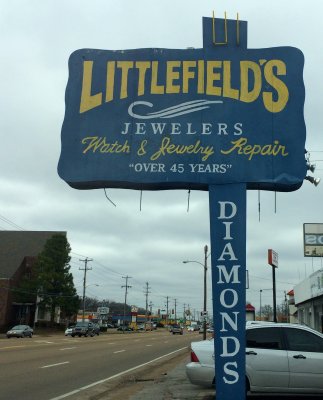 LITTLEFIELD'S
JEWELERS
Watch & Jewelry Repair
"OVER 45 YEARS"
DIAMONDS